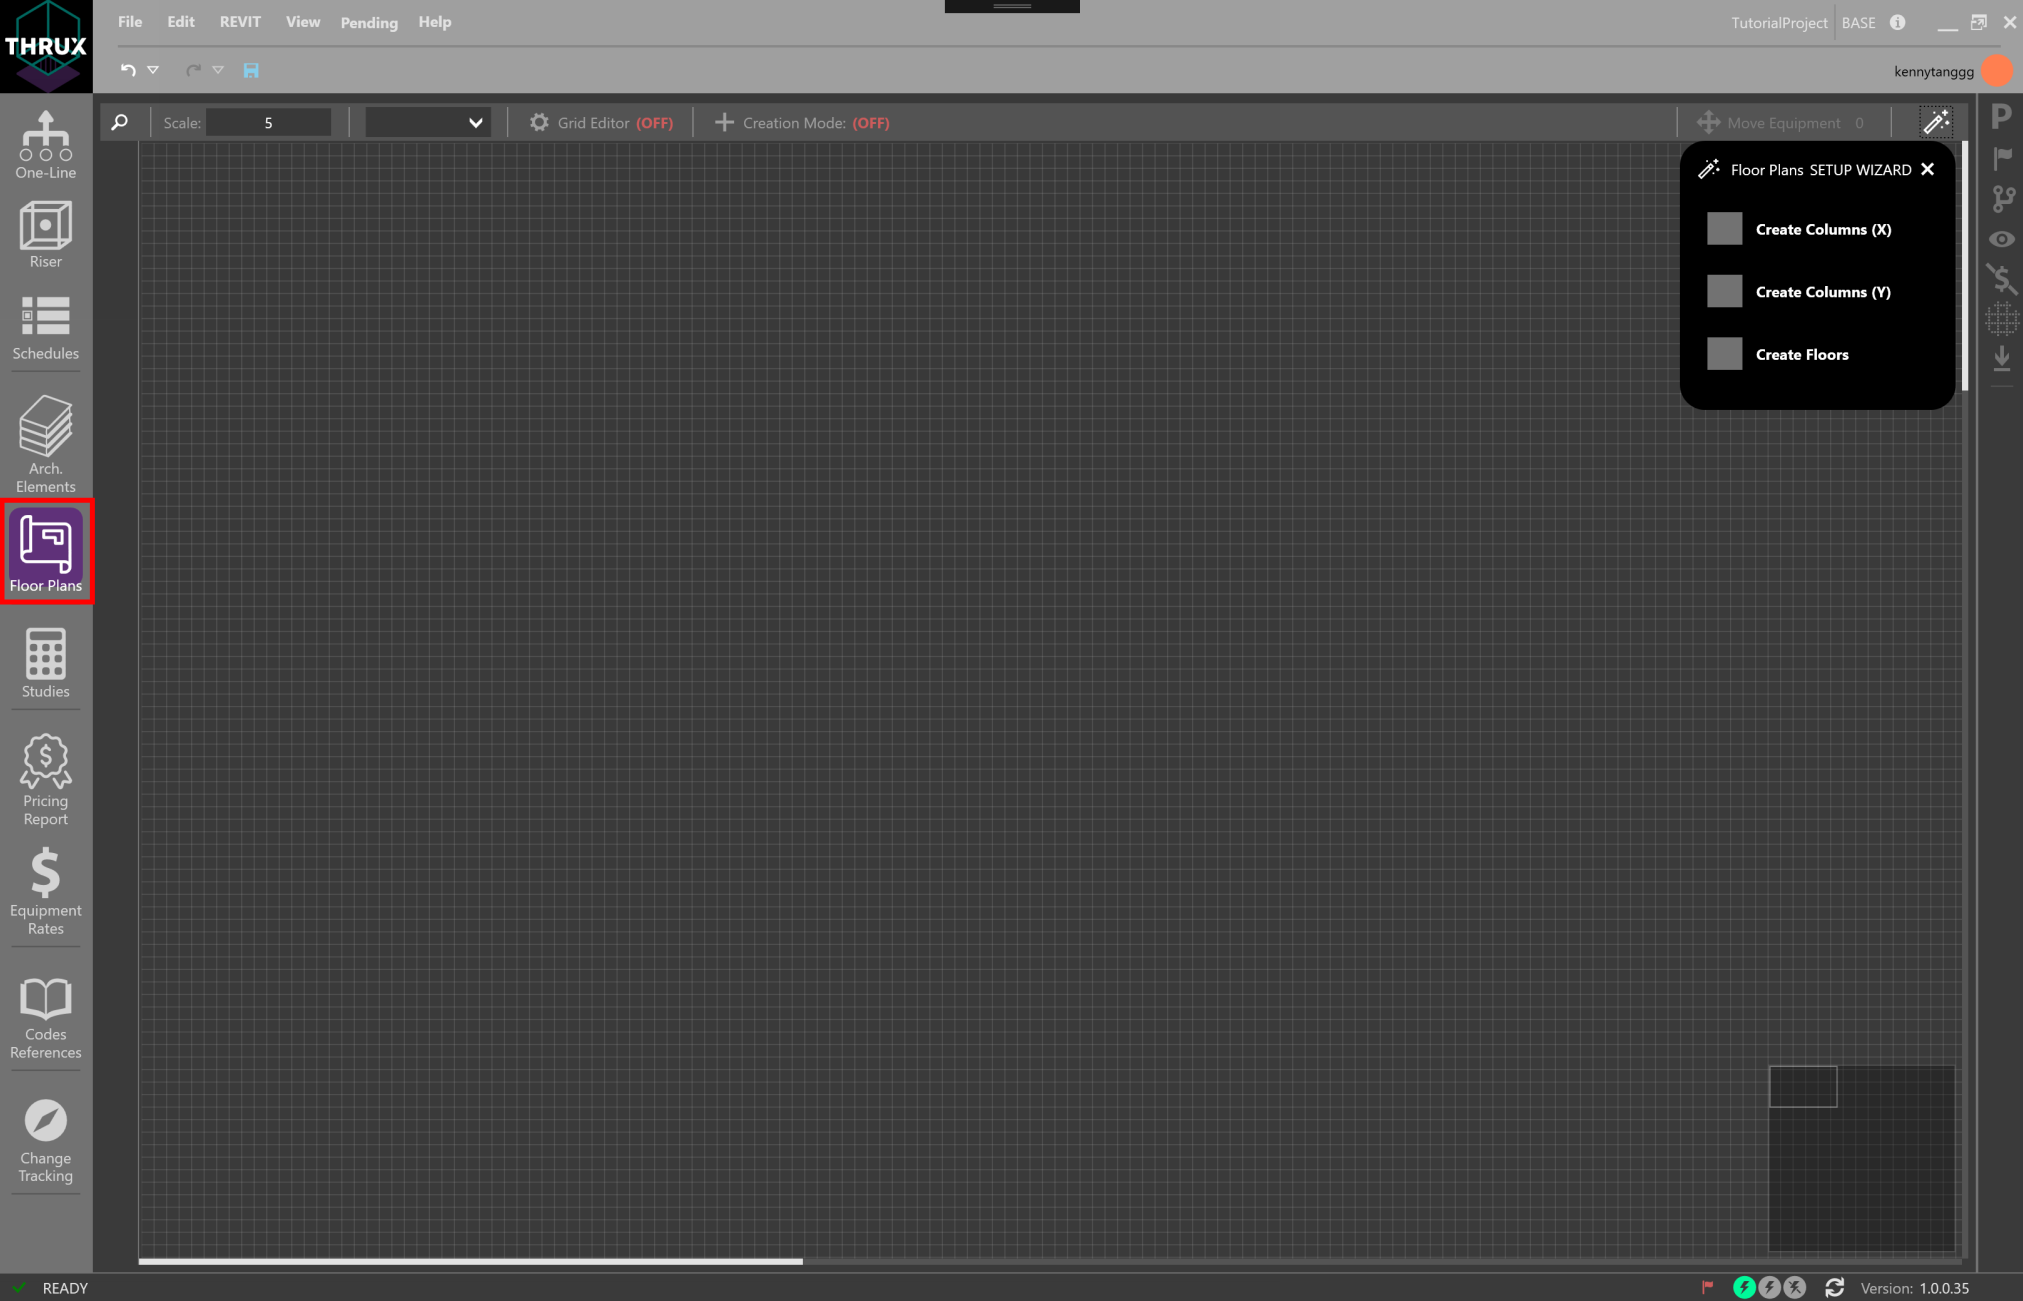 THRUX
File Edit REVIT View Pending Help
TutorialProject BASE
kennytanggg
Scale: 5 Grid Editor (OFF) Creation Mode: (OFF) Move Equipment 0
One-Line
Riser
Schedules
Arch.
Elements
Floor Plans
Studies
Pricing
Report
Equipment
Rates
Codes
References
Change
Tracking
Floor Plans SETUP WIZARD
Create Columns (X)
Create Columns (Y)
Create Floors
P
READY
Version: 1.0.0.35